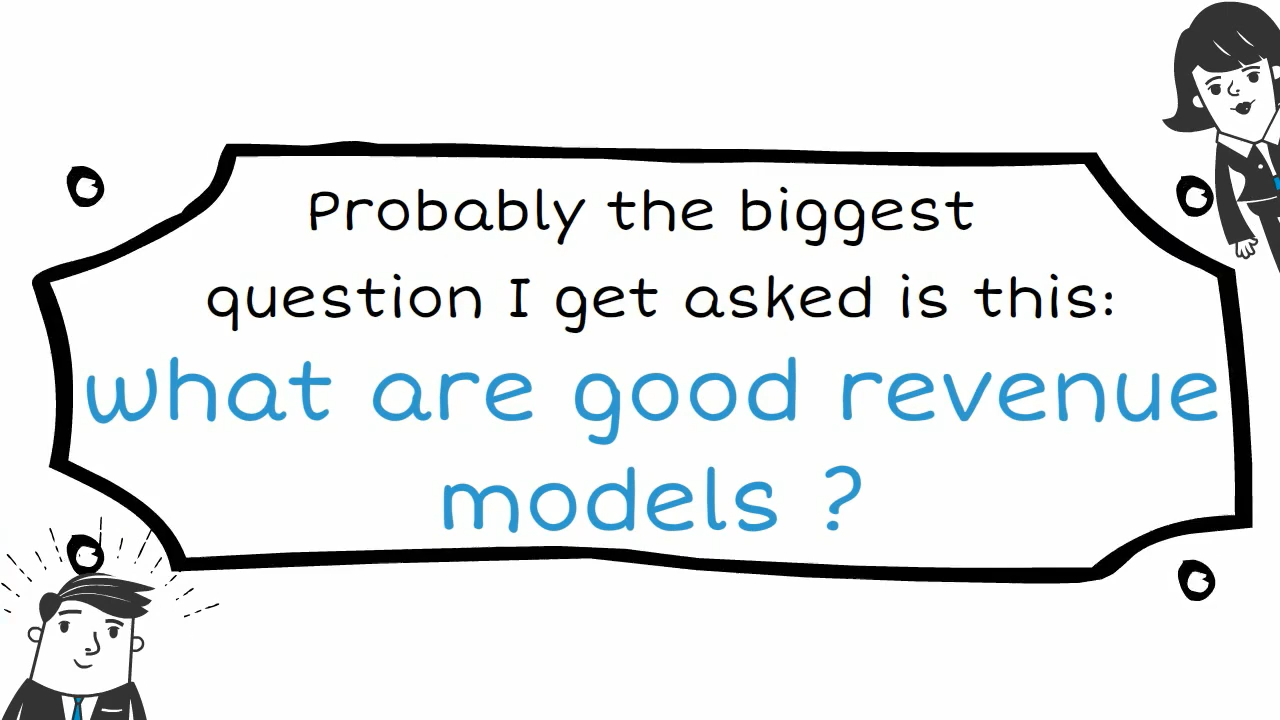 Probably the biggest
question I get asked is this:
what are good revenue
models ?